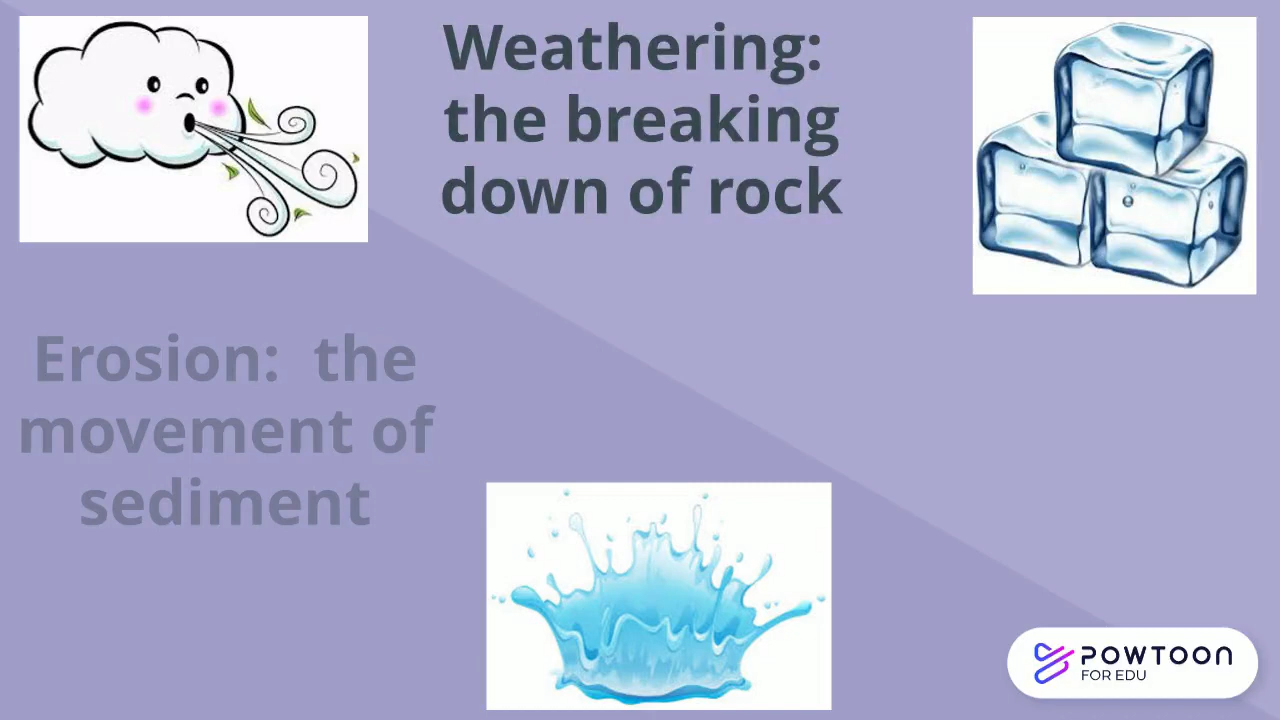 Weathering:
the breaking
down of rock
Erosion:  the
movement of
sediment
POWTOON
FOR EDU